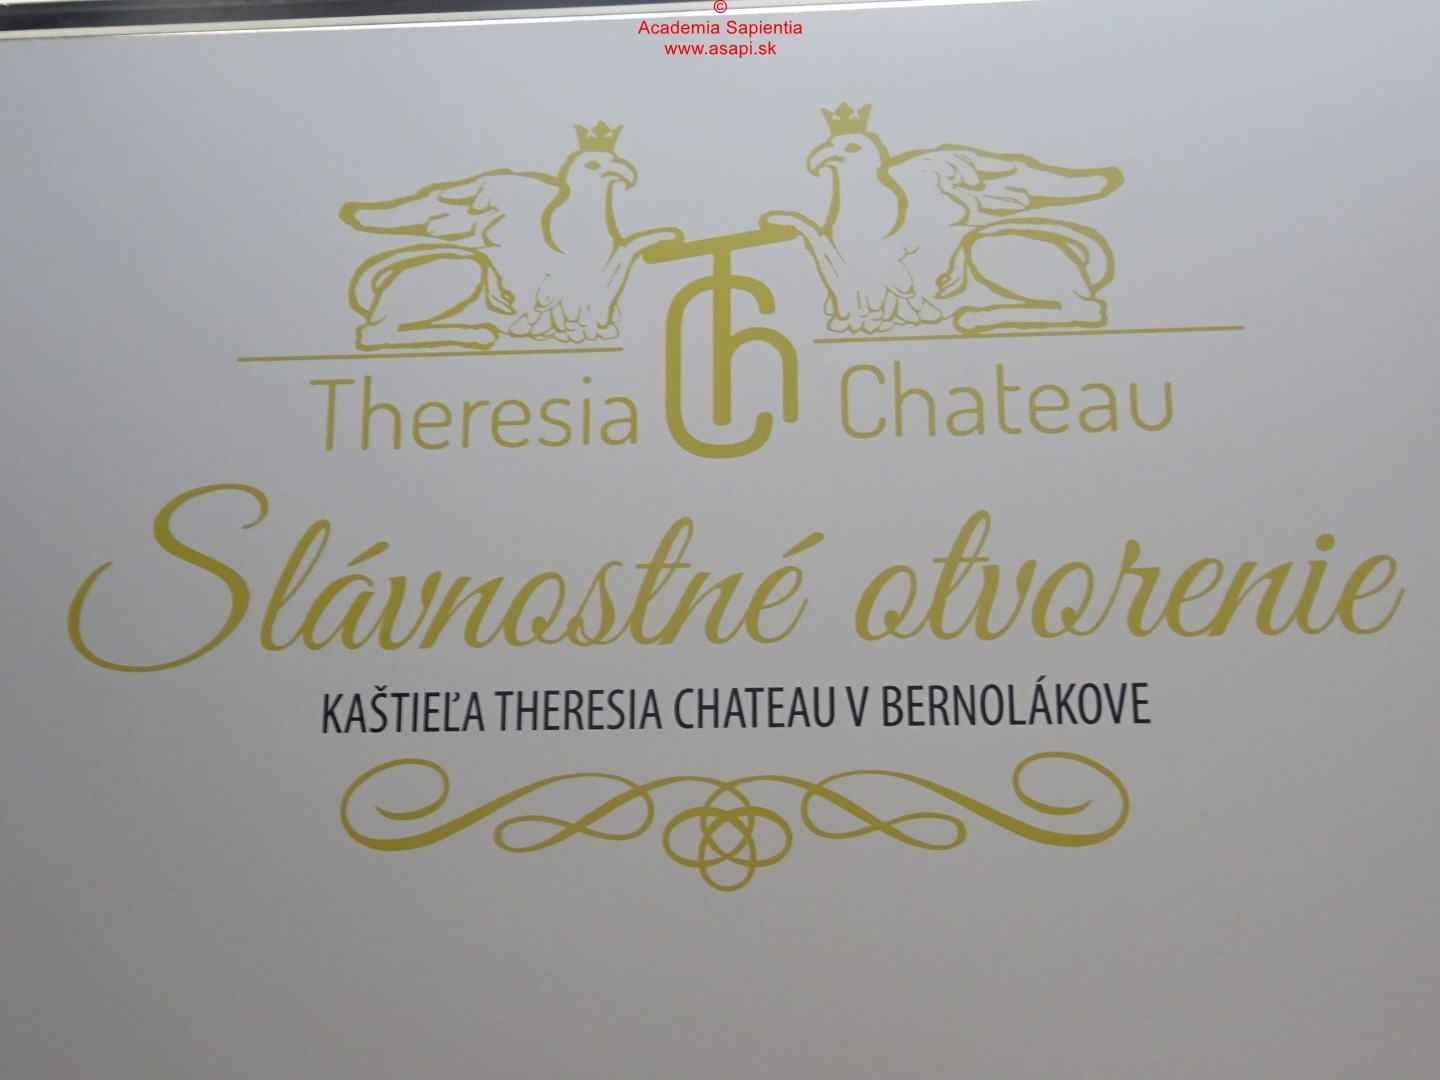 ©
Academia Sapientia
www.asapi.sk
Theresia TCh Chateau
Slávnostné otvorenie
KAŠTIEĽA THERESIA CHATEAU V BERNOLÁKOVE